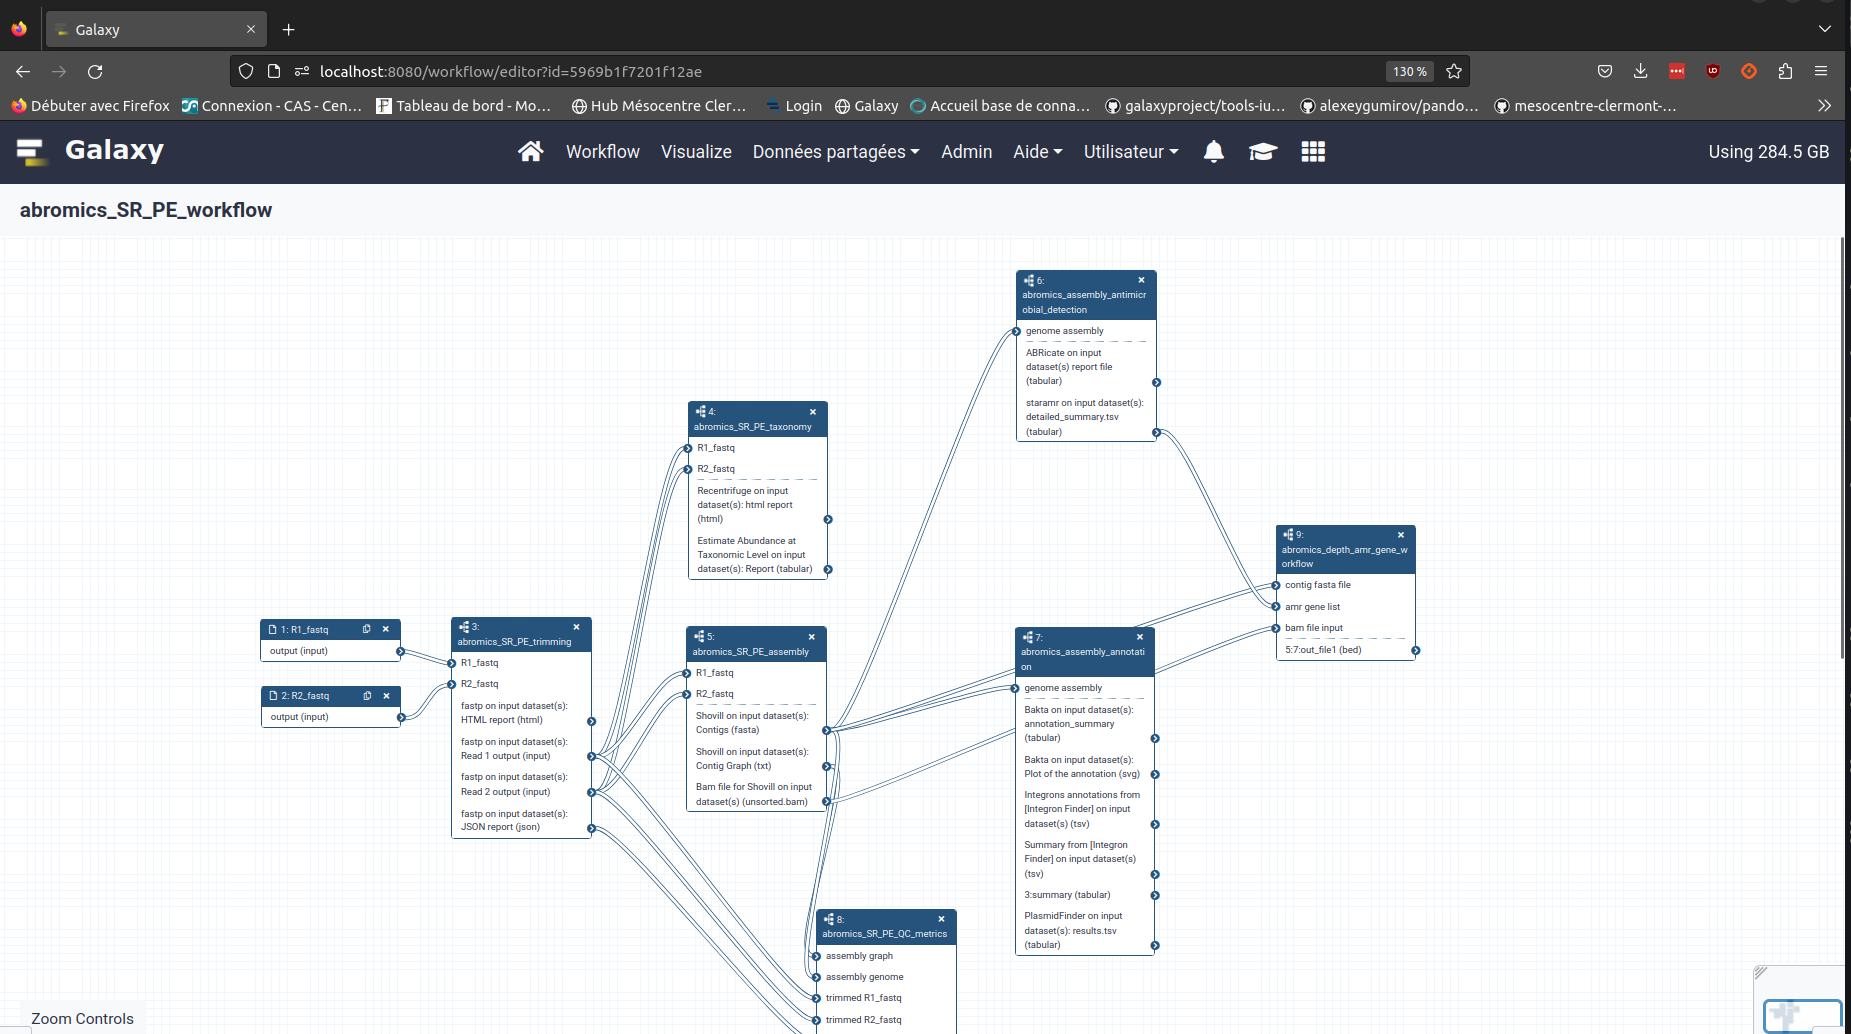 Galaxy
localhost:8080/workflow/editor?id=5969b1f7201f12ae
130 %
Débuter avec Firefox
Connexion - CAS - Cen…
Tableau de bord - Mo…
Hub Mésocentre Cler…
Login
Galaxy
Accueil base de conna…
galaxyproject/tools-iu…
alexeygumirov/pando…
mesocentre-clermont-…
Galaxy
Workflow
Visualize
Données partagées
Admin
Aide
Utilisateur
Using 284.5 GB
abromics_SR_PE_workflow
6:
abromics_assembly_antimicr
obial_detection
genome assembly
ABRicate on input
dataset(s) report file
(tabular)
staramr on input dataset(s):
detailed_summary.tsv
(tabular)
4:
abromics_SR_PE_taxonomy
R1_fastq
R2_fastq
Recentrifuge on input
dataset(s): html report
(html)
Estimate Abundance at
Taxonomic Level on input
dataset(s): Report (tabular)
9:
abromics_depth_amr_gene_w
orkflow
contig fasta file
amr gene list
bam file input
5:7:out_file1 (bed)
1: R1_fastq
output (input)
2: R2_fastq
output (input)
3:
abromics_SR_PE_trimming
R1_fastq
R2_fastq
fastp on input dataset(s):
HTML report (html)
fastp on input dataset(s):
Read 1 output (input)
fastp on input dataset(s):
Read 2 output (input)
fastp on input dataset(s):
JSON report (json)
5:
abromics_SR_PE_assembly
R1_fastq
R2_fastq
Shovill on input dataset(s):
Contigs (fasta)
Shovill on input dataset(s):
Contig Graph (txt)
Bam file for Shovill on input
dataset(s) (unsorted.bam)
7:
abromics_assembly_annotati
on
genome assembly
Bakta on input dataset(s):
annotation_summary
(tabular)
Bakta on input dataset(s):
Plot of the annotation (svg)
Integrons annotations from
[Integron Finder] on input
dataset(s) (tsv)
Summary from [Integron
Finder] on input dataset(s)
(tsv)
3:summary (tabular)
PlasmidFinder on input
dataset(s): results.tsv
(tabular)
8:
abromics_SR_PE_QC_metrics
assembly graph
assembly genome
trimmed R1_fastq
trimmed R2_fastq
Zoom Controls